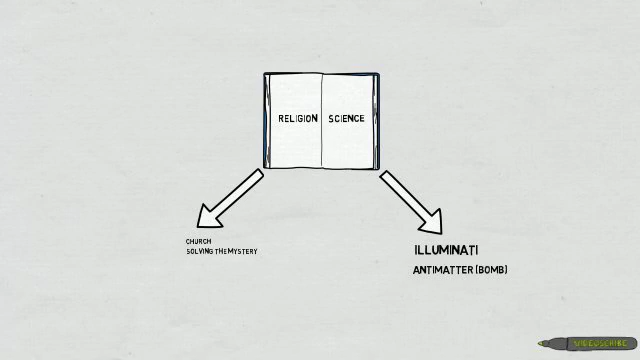 RELIGION SCIENCE
CHURCH
SOLVING THE MYSTERY
ILLUMINATI
ANTIMATTER (BOMB)
VIDEOSCRIBE